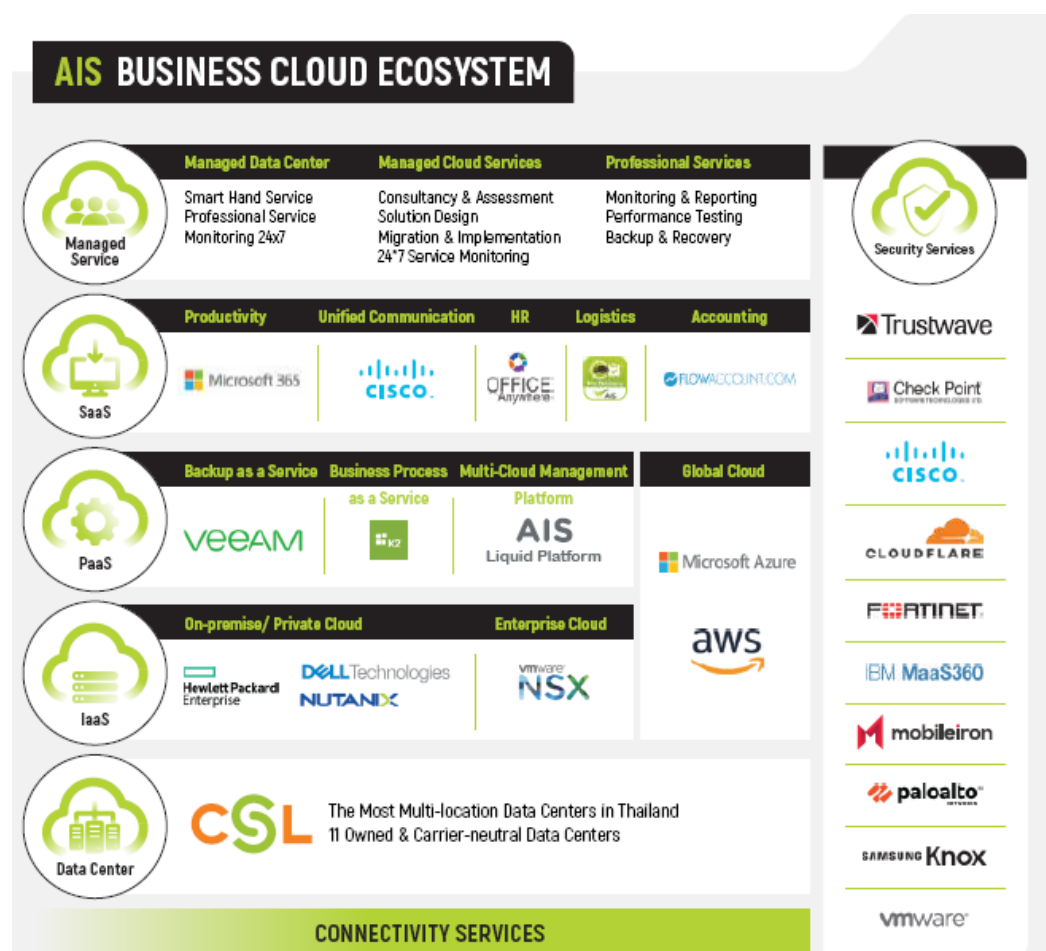 AIS BUSINESS CLOUD ECOSYSTEM
Managed Service
Managed Data Center
Smart Hand Service
Professional Service
Monitoring 24x7
Managed Cloud Services
Consultancy & Assessment
Solution Design
Migration & Implementation
24*7 Service Monitoring
Professional Services
Monitoring & Reporting
Performance Testing
Backup & Recovery
SaaS
Productivity
Microsoft 365
Unified Communication
CISCO
HR
OFFICE
Anywhere
Logistics
AIS
Accounting
FLOWACCOUNT.COM
PaaS
Backup as a Service
veeAM
Business Process
as a Service
K2
Multi-Cloud Management
Platform
AIS
Liquid Platform
Global Cloud
Microsoft Azure
aws
IaaS
On-premise/ Private Cloud
Hewlett Packard
Enterprise
DELL Technologies
NUTANIX
Enterprise Cloud
vmware
NSX
Data Center
CSL
The Most Multi-location Data Centers in Thailand
11 Owned & Carrier-neutral Data Centers
CONNECTIVITY SERVICES
Security Services
Trustwave
Check Point
SOFTWARE TECHNOLOGIES LTD
CISCO
CLOUDFLARE
FORTINET
IBM MaaS360
mobileiron
paloalto
NETWORKS
SAMSUNG Knox
vmware